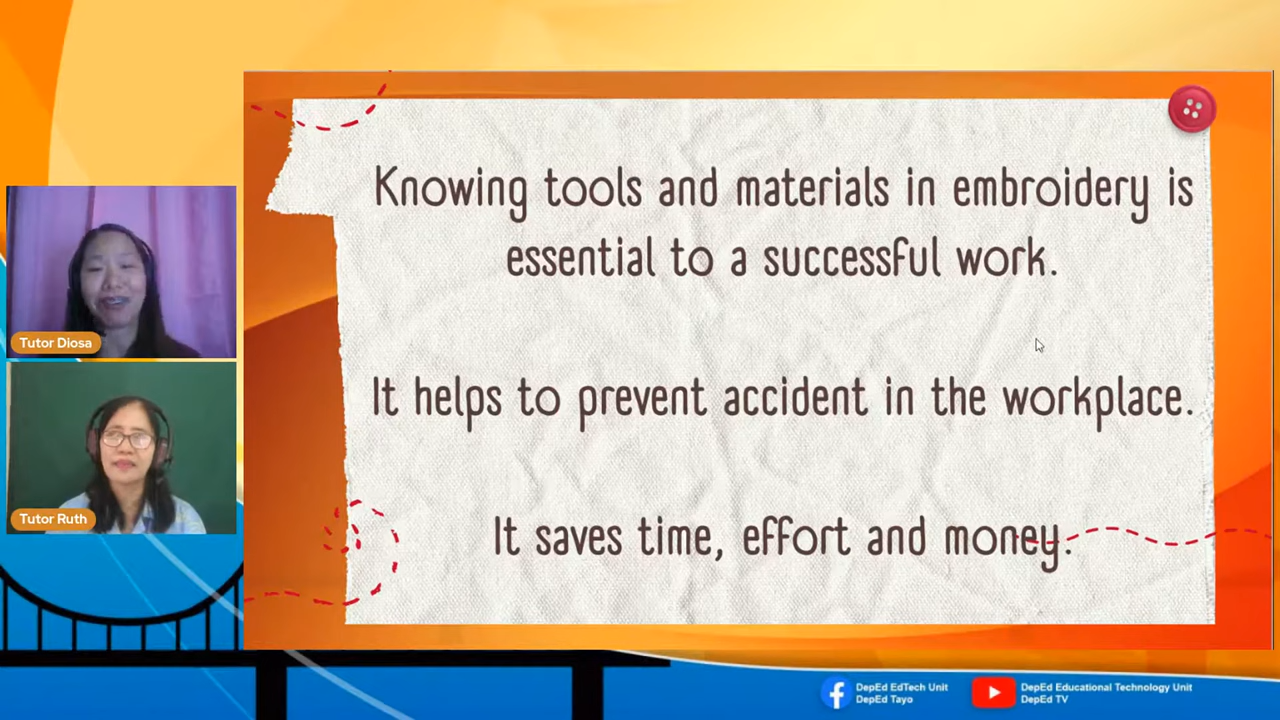 Knowing tools and materials in embroidery is
essential to a successful work.
It helps to prevent accident in the workplace.
It saves time, effort and money.
Tutor Diosa
Tutor Ruth
DepEd EdTech Unit
DepEd Tayo
DepEd Educational Technology Unit
DepEd TV